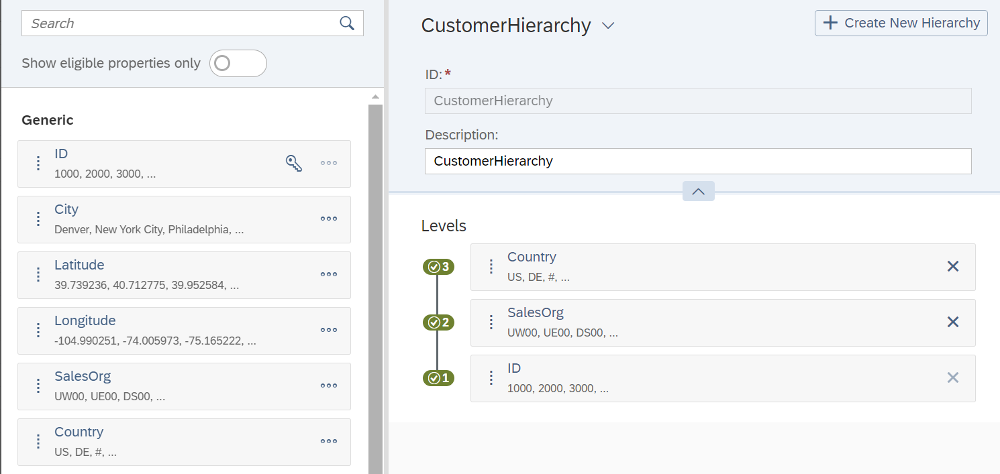 Search
Show eligible properties only
Generic
ID
1000, 2000, 3000, ...
City
Denver, New York City, Philadelphia, ...
Latitude
39.739236, 40.712775, 39.952584, ...
Longitude
-104.990251, -74.005973, -75.165222, ...
SalesOrg
UW00, UE00, DS00, ...
Country
US, DE, #, ...
CustomerHierarchy
Create New Hierarchy
ID:*
CustomerHierarchy
Description:
CustomerHierarchy
Levels
3
Country
US, DE, #, ...
2
SalesOrg
UW00, UE00, DS00, ...
1
ID
1000, 2000, 3000, ...